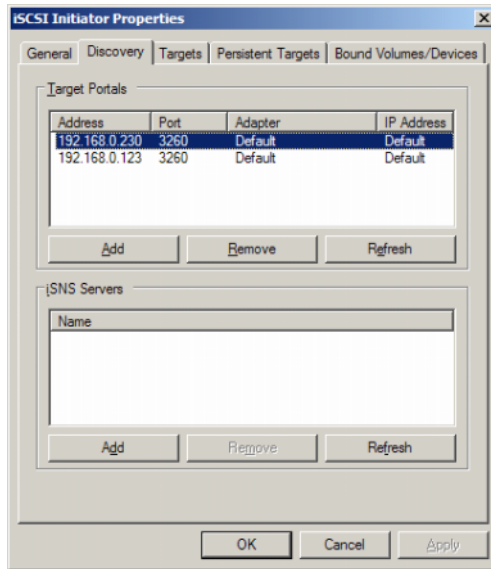 iSCSI Initiator Properties
General Discovery Targets Persistent Targets Bound Volumes/Devices
Target Portals
Address Port Adapter IP Address
192.168.0.230 3260 Default Default
192.168.0.123 3260 Default Default
Add Remove Refresh
iSNS Servers
Name
Add Remove Refresh
OK Cancel Apply